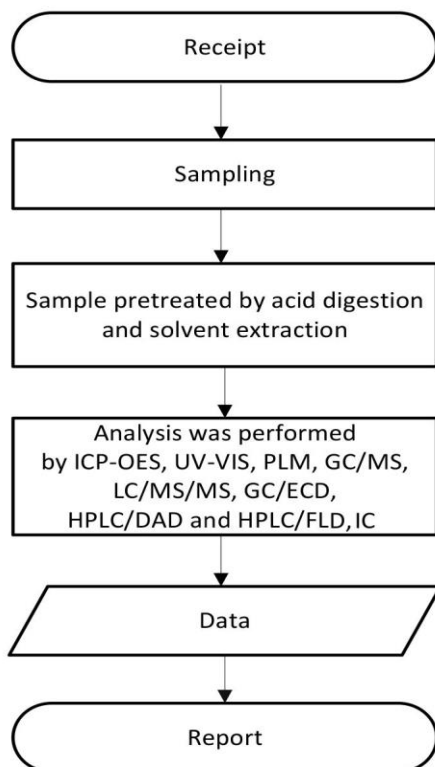 Receipt
Sampling
Sample pretreated by acid digestion
and solvent extraction
Analysis was performed
by ICP-OES, UV-VIS, PLM, GC/MS,
LC/MS/MS, GC/ECD,
HPLC/DAD and HPLC/FLD, IC
Data
Report